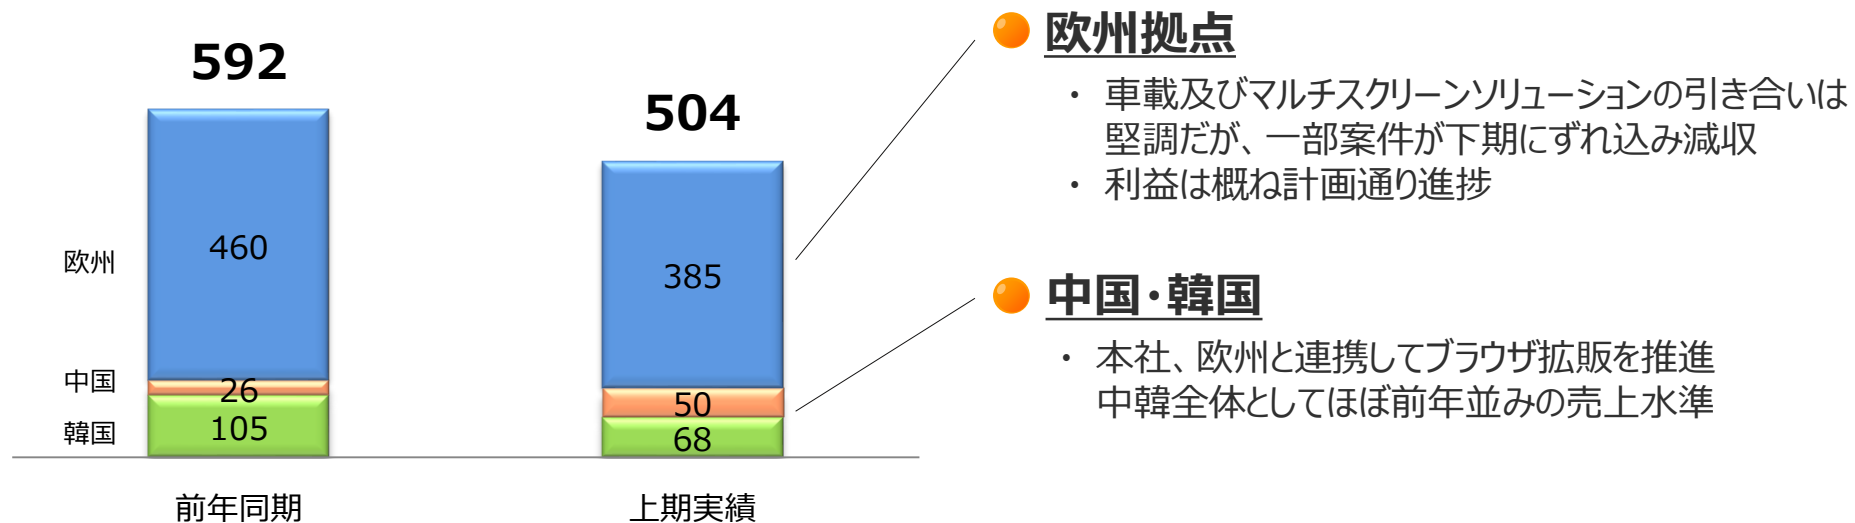 592
504
欧州
460
385
中国
26
50
韓国
105
68
前年同期
上期実績
欧州拠点
・ 車載及びマルチスクリーンソリューションの引き合いは
堅調だが、一部案件が下期にずれ込み減収
・ 利益は概ね計画通り進捗
中国・韓国
・ 本社、欧州と連携してブラウザ拡販を推進
中韓全体としてほぼ前年並みの売上水準